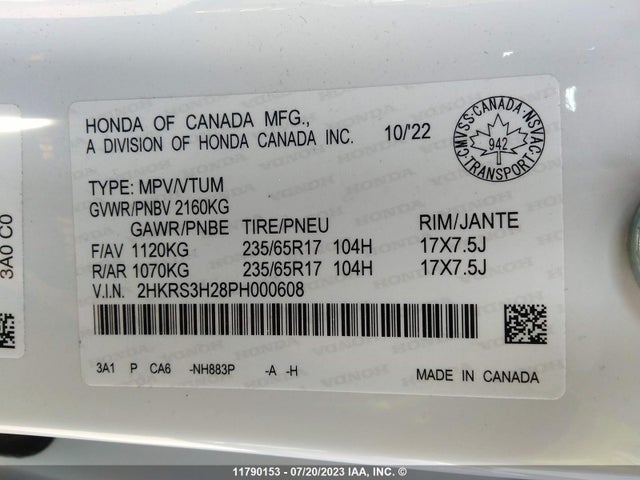 HONDA OF CANADA MFG.,
A DIVISION OF HONDA CANADA INC. 10/'22
CMVSS·CANADA·NSVAC
942
TRANSPORT
TYPE: MPV/VTUM
GVWR/PNBV 2160KG
GAWR/PNBE TIRE/PNEU RIM/JANTE
F/AV 1120KG 235/65R17 104H 17X7.5J
R/AR 1070KG 235/65R17 104H 17X7.5J
V.I.N. 2HKRS3H28PH000608
3A1 P CA6 -NH883P -A -H MADE IN CANADA
3A0 C0
11790153 - 07/20/2023 IAA, INC. ©